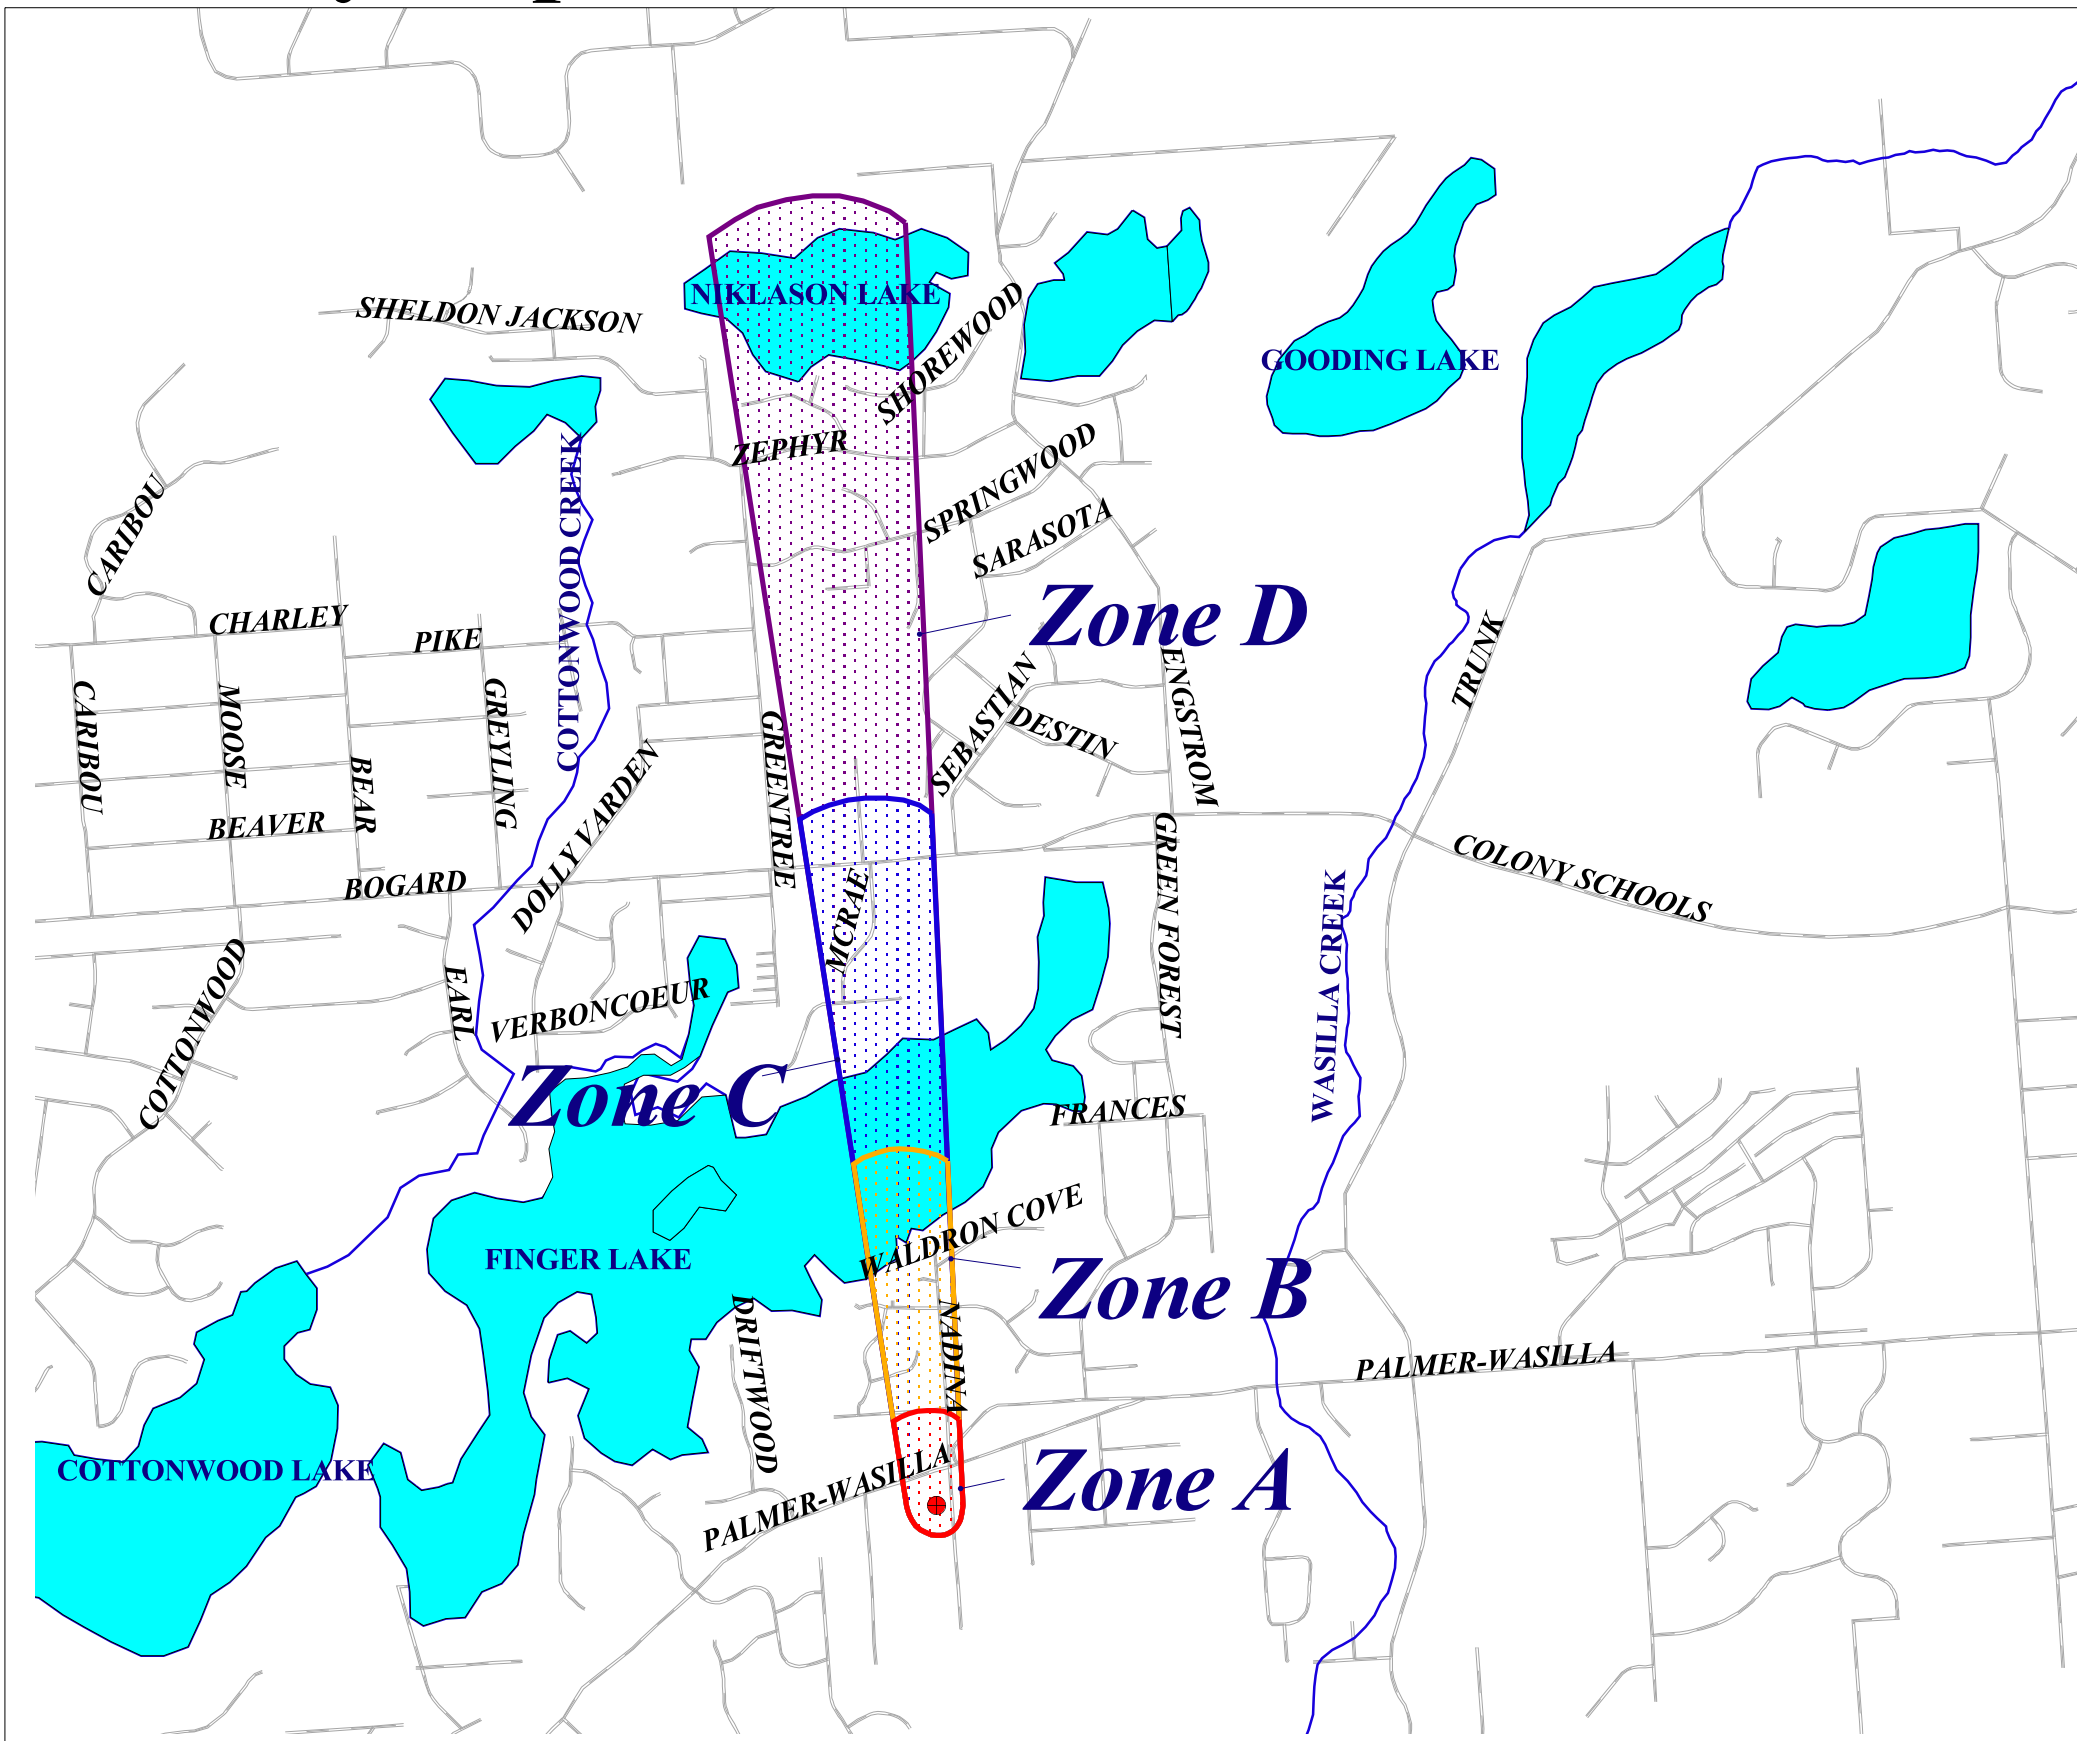 NIKLASON LAKE
SHELDON JACKSON
SHOREWOOD
GOODING LAKE
ZEPHYR
SPRINGWOOD
CARIBOU
COTTONWOOD CREEK
SARASOTA
Zone D
CHARLEY
PIKE
TRUNK
ENGSTROM
SEBASTIAN
CARIBOU
MOOSE
GREYLING
DESTIN
GREENTREE
DOLLY VARDEN
BEAR
BEAVER
GREEN FOREST
COLONY SCHOOLS
BOGARD
MCRAE
WASILLA CREEK
COTTONWOOD
EARL
VERBONCOEUR
Zone C
FRANCES
WALDRON COVE
FINGER LAKE
Zone B
DRIFTWOOD
NADINA
PALMER-WASILLA
COTTONWOOD LAKE
PALMER-WASILLA
Zone A